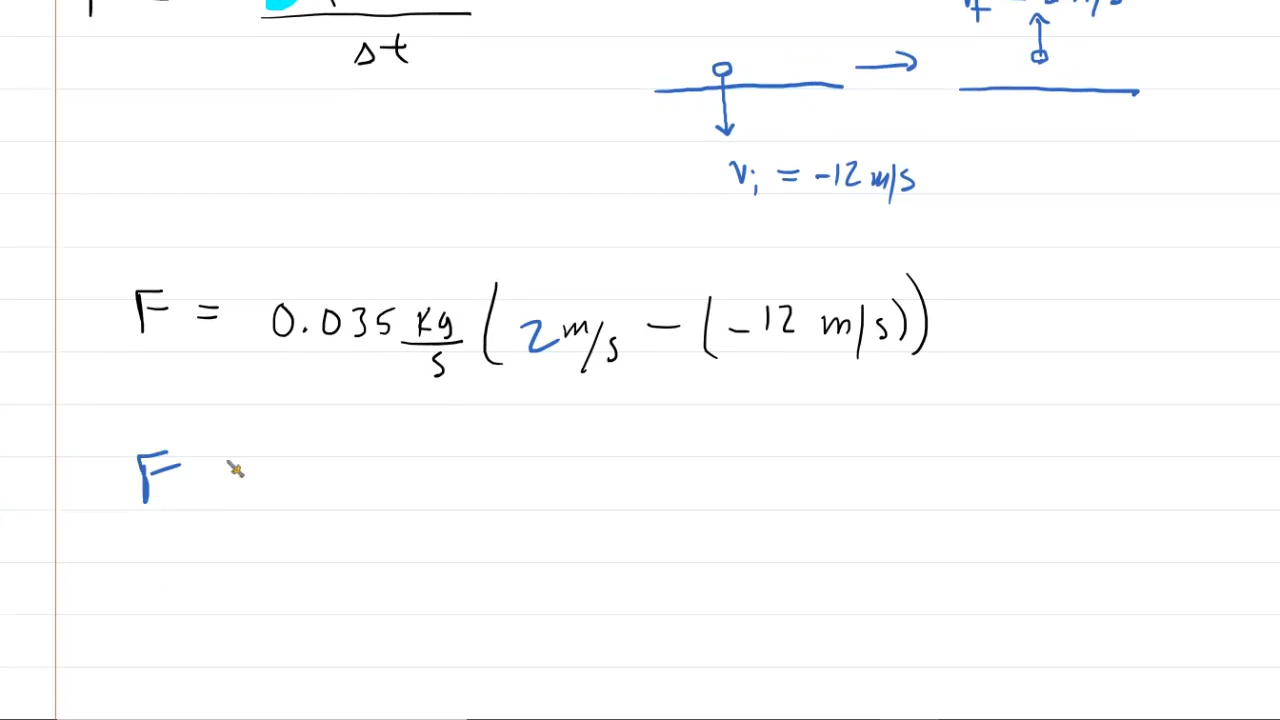 Δt
vᵢ = -12 m/s
F = 0.035 kg/s ( 2 m/s - (-12 m/s))
F